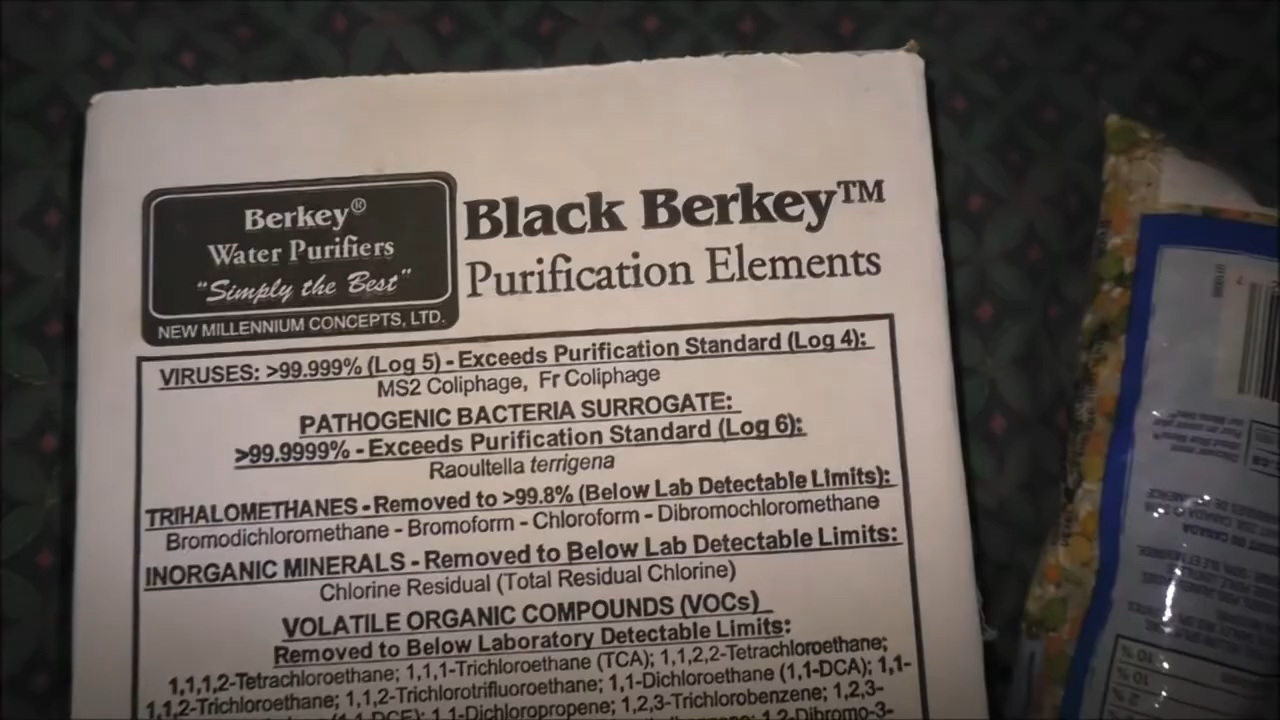 Berkey®
Water Purifiers
"Simply the Best"
NEW MILLENNIUM CONCEPTS, LTD.
Black Berkey™
Purification Elements
VIRUSES: >99.999% (Log 5) - Exceeds Purification Standard (Log 4):
MS2 Coliphage, Fr Coliphage
PATHOGENIC BACTERIA SURROGATE:
>99.9999% - Exceeds Purification Standard (Log 6):
Raoultella terrigena
TRIHALOMETHANES - Removed to >99.8% (Below Lab Detectable Limits):
Bromodichloromethane - Bromoform - Chloroform - Dibromochloromethane
INORGANIC MINERALS - Removed to Below Lab Detectable Limits:
Chlorine Residual (Total Residual Chlorine)
VOLATILE ORGANIC COMPOUNDS (VOCs)
Removed to Below Laboratory Detectable Limits:
1,1,1,2-Tetrachloroethane; 1,1,1-Trichloroethane (TCA); 1,1,2,2-Tetrachloroethane;
1,1,2-Trichloroethane; 1,1,2-Trichlorotrifluoroethane; 1,1-Dichloroethane (1,1-DCA); 1,1-
1,1-Dichloropropene; 1,2,3-Trichlorobenzene; 1,2,3-
1,2-Dibromo-3-
10 %
10 %